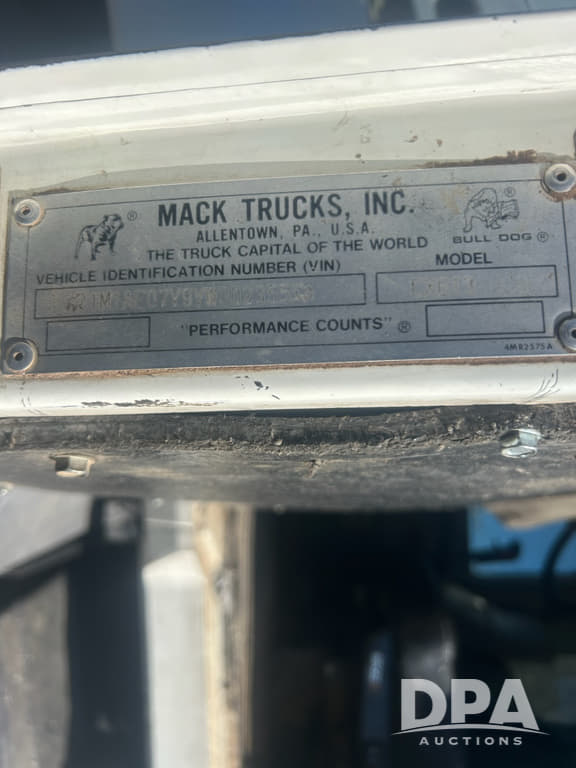 MACK TRUCKS, INC.
ALLENTOWN, PA., U.S.A.
THE TRUCK CAPITAL OF THE WORLD
BULL DOG ®
VEHICLE IDENTIFICATION NUMBER (VIN)
MODEL
"PERFORMANCE COUNTS" ®
4MR2575A
DPA
AUCTIONS